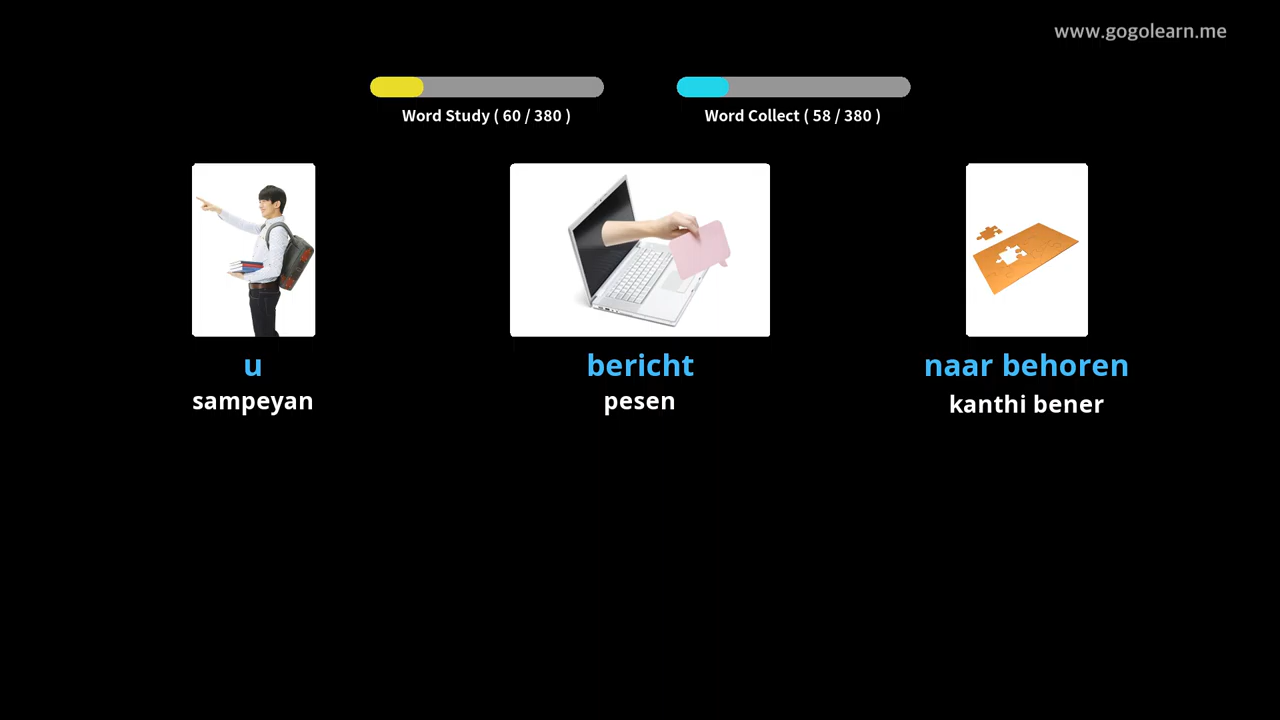 www.gogolearn.me
Word Study ( 60 / 380 )
Word Collect ( 58 / 380 )
u
sampeyan
bericht
pesen
naar behoren
kanthi bener